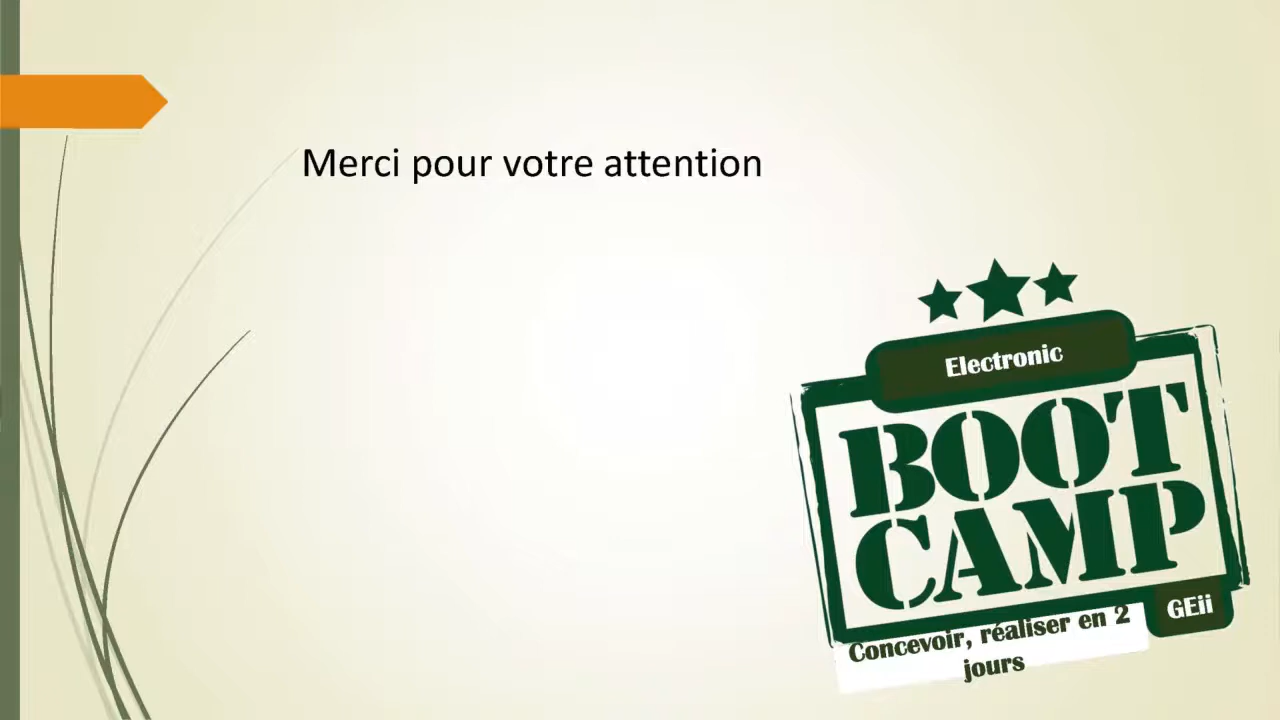 Merci pour votre attention
Electronic
BOOT
CAMP
GEii
Concevoir, réaliser en 2
jours